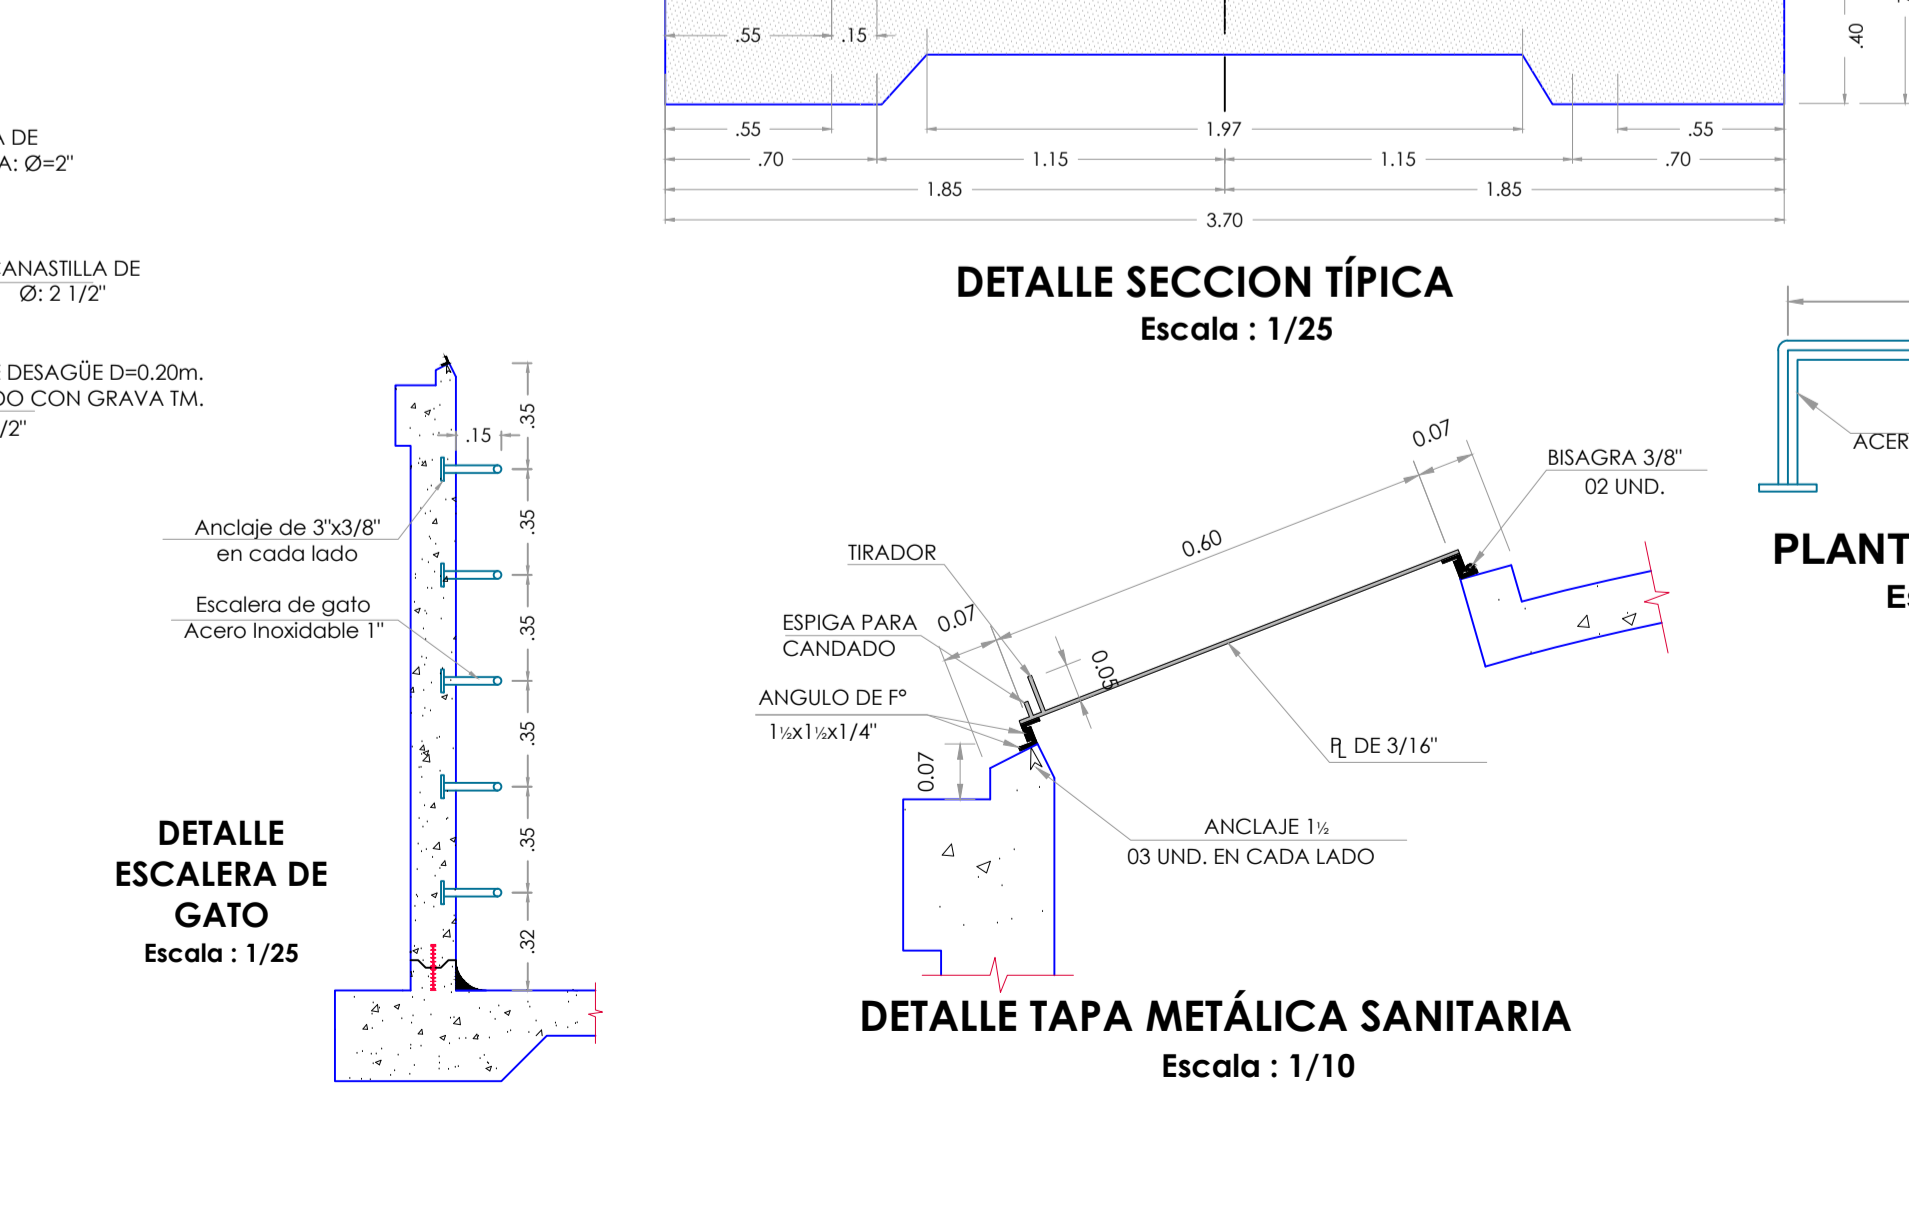 .55
.15
.40
.55
1.97
.55
.70
1.15
1.15
.70
1.85
1.85
3.70
DETALLE SECCION TÍPICA
Escala : 1/25
A DE
A: Ø=2"
CANASTILLA DE
Ø: 2 1/2"
E DESAGÜE D=0.20m.
DO CON GRAVA TM.
/2"
.15
.35
.35
.35
.35
.35
.32
Anclaje de 3"x3/8"
en cada lado
Escalera de gato
Acero Inoxidable 1"
DETALLE
ESCALERA DE
GATO
Escala : 1/25
0.07
0.60
0.07
0.05
0.07
BISAGRA 3/8"
02 UND.
TIRADOR
ESPIGA PARA
CANDADO
ANGULO DE Fº
1½x1½x1/4"
PL DE 3/16"
ANCLAJE 1½
03 UND. EN CADA LADO
DETALLE TAPA METÁLICA SANITARIA
Escala : 1/10
ACER
PLANT
Es